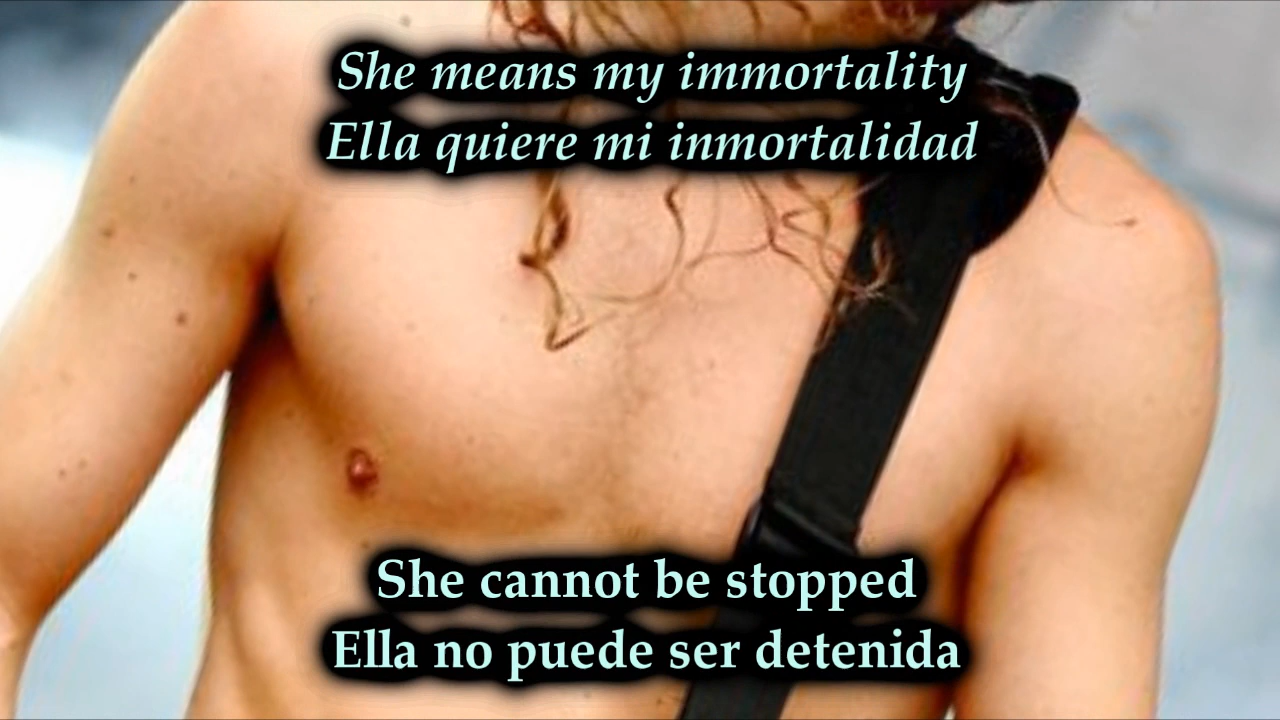 She means my immortality
Ella quiere mi inmortalidad
She cannot be stopped
Ella no puede ser detenida